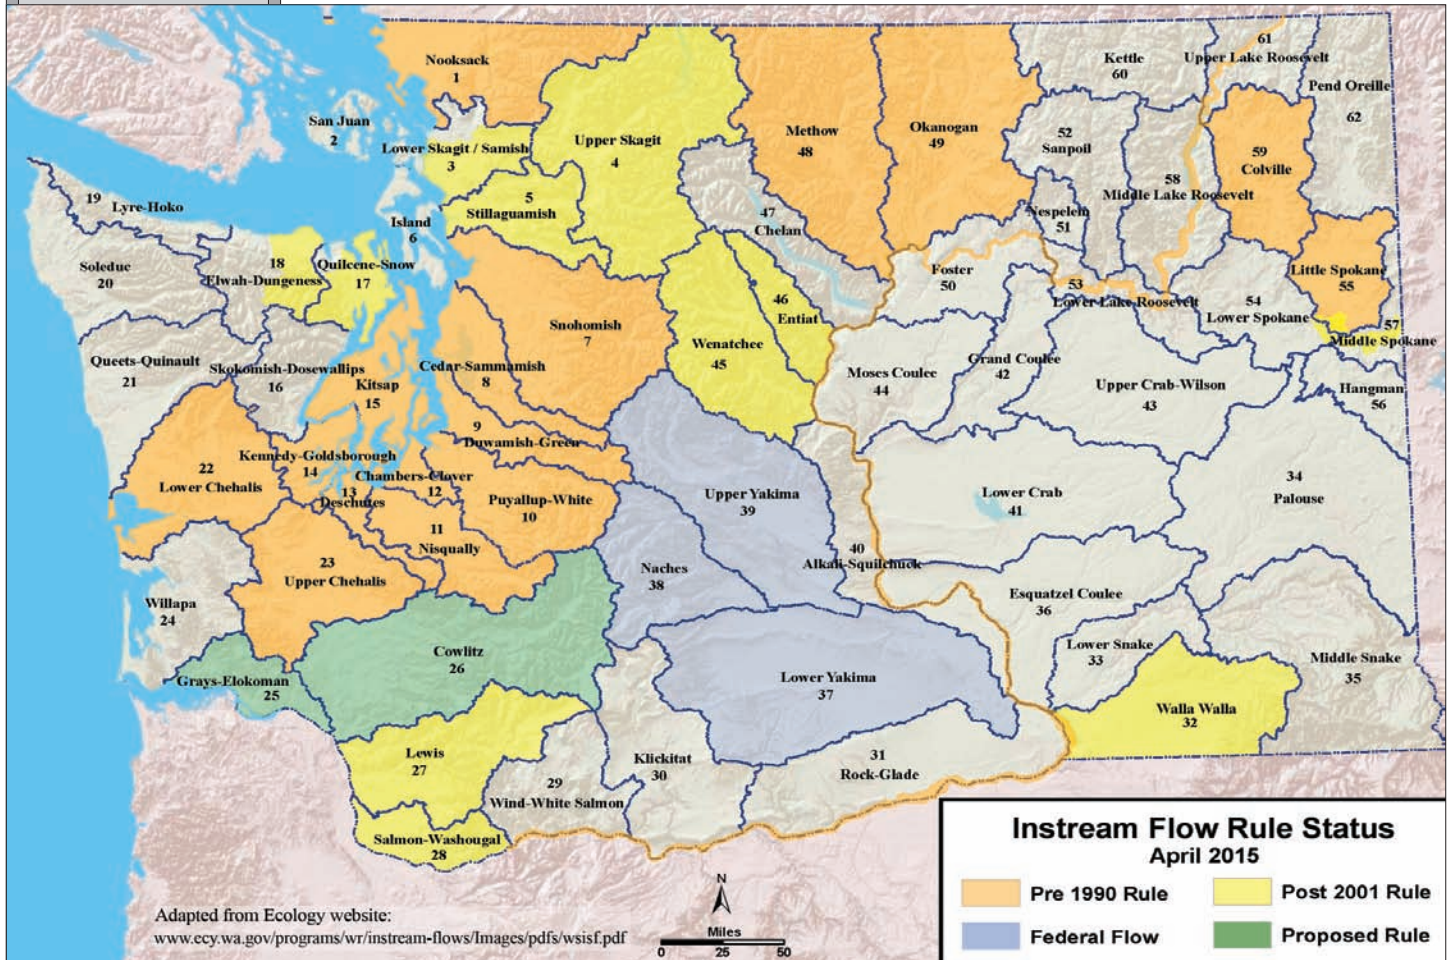 Nooksack
1
San Juan
2
Lower Skagit / Samish
3
Upper Skagit
4
5
Stillaguamish
Island
6
Snohomish
7
Cedar-Sammamish
8
9
Duwamish-Green
Puyallup-White
10
11
Nisqually
Chambers-Clover
12
13
Deschutes
Kennedy-Goldsborough
14
Kitsap
15
Skokomish-Dosewallips
16
Quilcene-Snow
17
18
Elwah-Dungeness
19 Lyre-Hoko
Soleduc
20
Queets-Quinault
21
22
Lower Chehalis
23
Upper Chehalis
Willapa
24
Grays-Elokoman
25
Cowlitz
26
Lewis
27
Salmon-Washougal
28
29
Wind-White Salmon
Klickitat
30
31
Rock-Glade
Walla Walla
32
Lower Snake
33
34
Palouse
Middle Snake
35
Esquatzel Coulee
36
Lower Yakima
37
Naches
38
Upper Yakima
39
40
Alkali-Squilchuck
Lower Crab
41
Grand Coulee
42
Upper Crab-Wilson
43
Moses Coulee
44
Wenatchee
45
46
Entiat
47
Chelan
Methow
48
Okanogan
49
Foster
50
Nespelem
51
52
Sanpoil
53
Lower Lake Roosevelt
54
Lower Spokane
Little Spokane
55
Hangman
56
57
Middle Spokane
58
Middle Lake Roosevelt
59
Colville
Kettle
60
61
Upper Lake Roosevelt
Pend Oreille
62
Instream Flow Rule Status
April 2015
Pre 1990 Rule
Post 2001 Rule
Federal Flow
Proposed Rule
Adapted from Ecology website:
www.ecy.wa.gov/programs/wr/instream-flows/Images/pdfs/wsisf.pdf
N
Miles
0 25 50